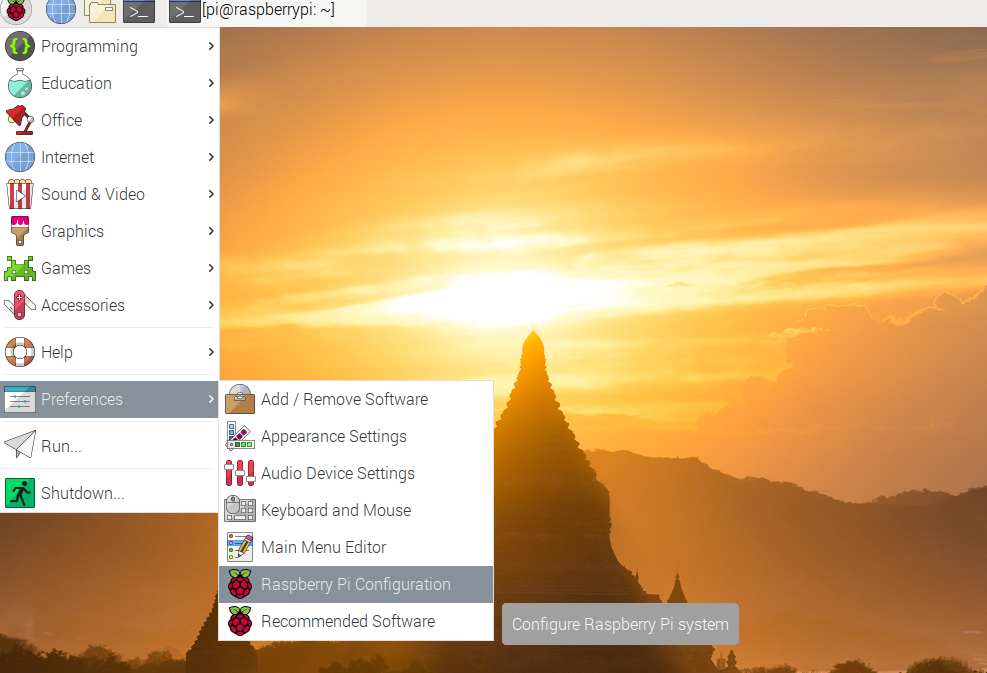 [pi@raspberrypi: ~]
Programming
Education
Office
Internet
Sound & Video
Graphics
Games
Accessories
Help
Preferences
Run...
Shutdown...
Add / Remove Software
Appearance Settings
Audio Device Settings
Keyboard and Mouse
Main Menu Editor
Raspberry Pi Configuration
Recommended Software
Configure Raspberry Pi system